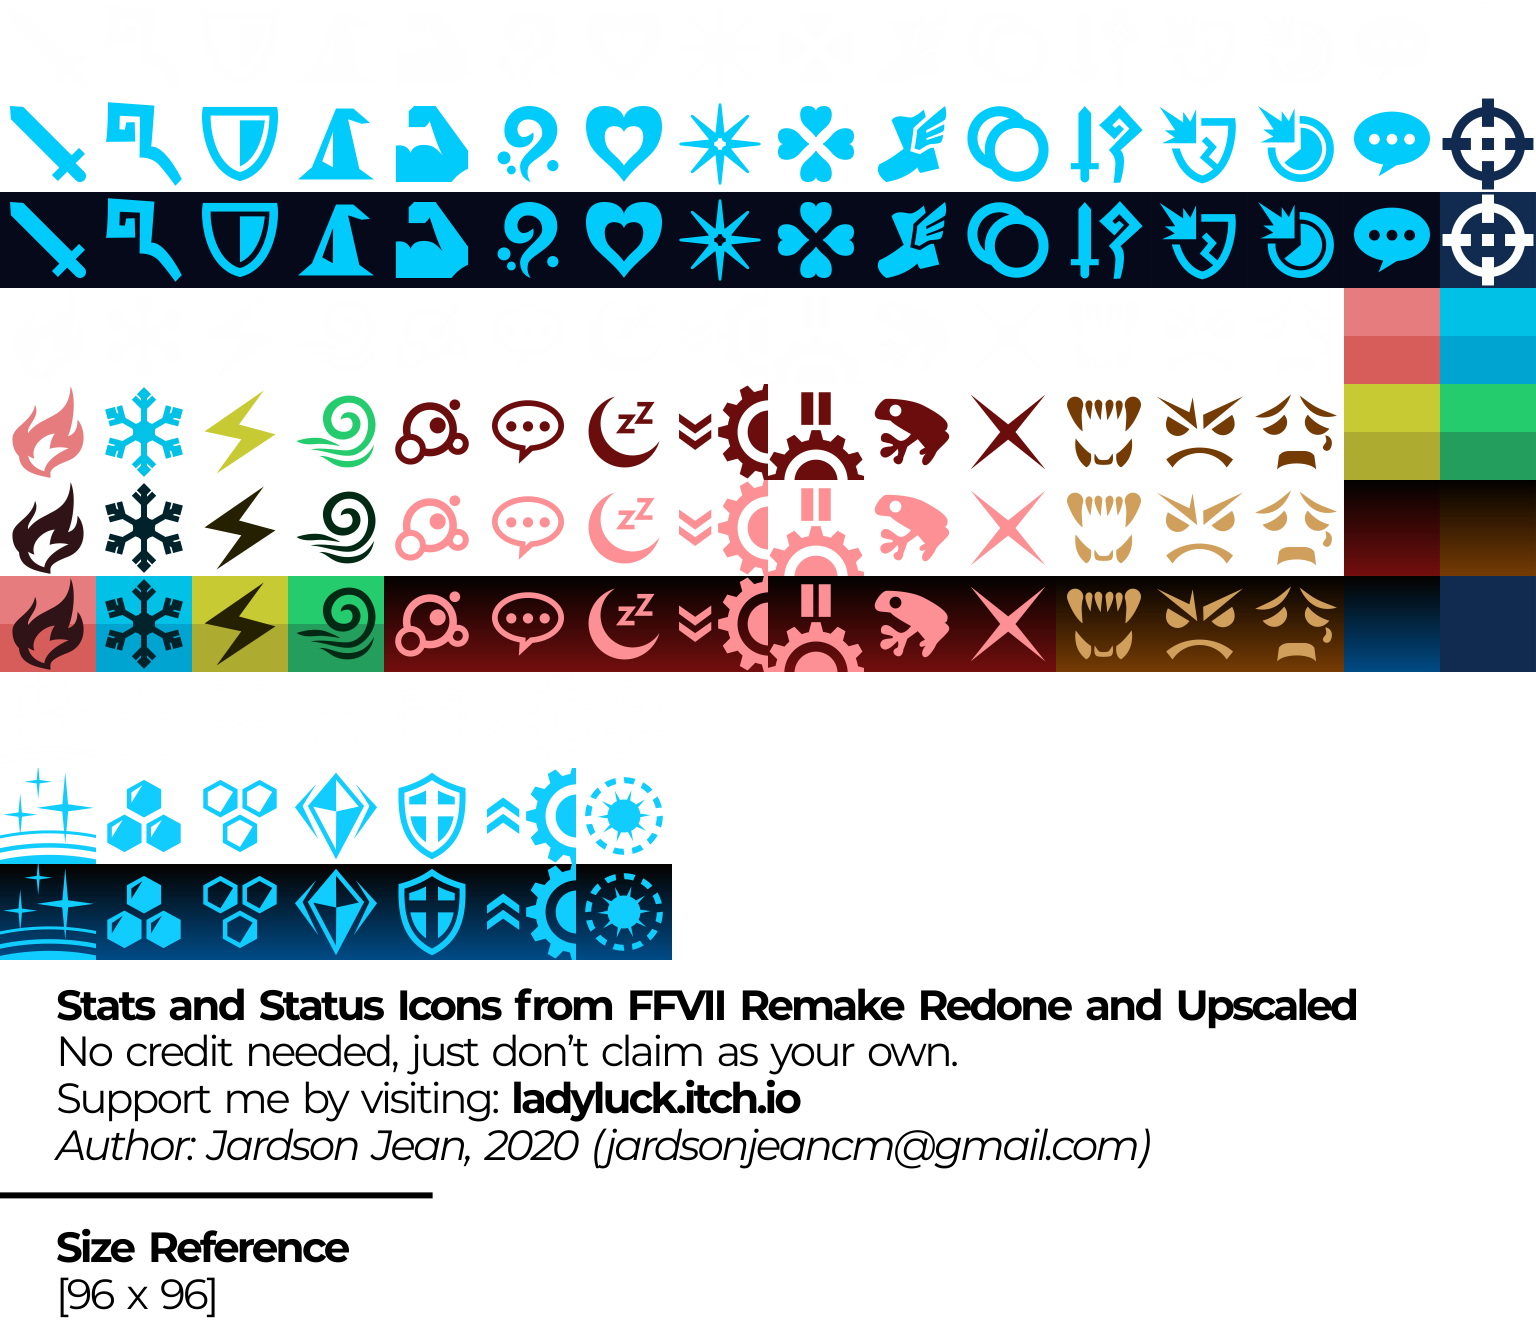 Stats and Status Icons from FFVII Remake Redone and Upscaled
No credit needed, just don’t claim as your own.
Support me by visiting: ladyluck.itch.io
Author: Jardson Jean, 2020 (jardsonjeancm@gmail.com)
Size Reference
[96 x 96]